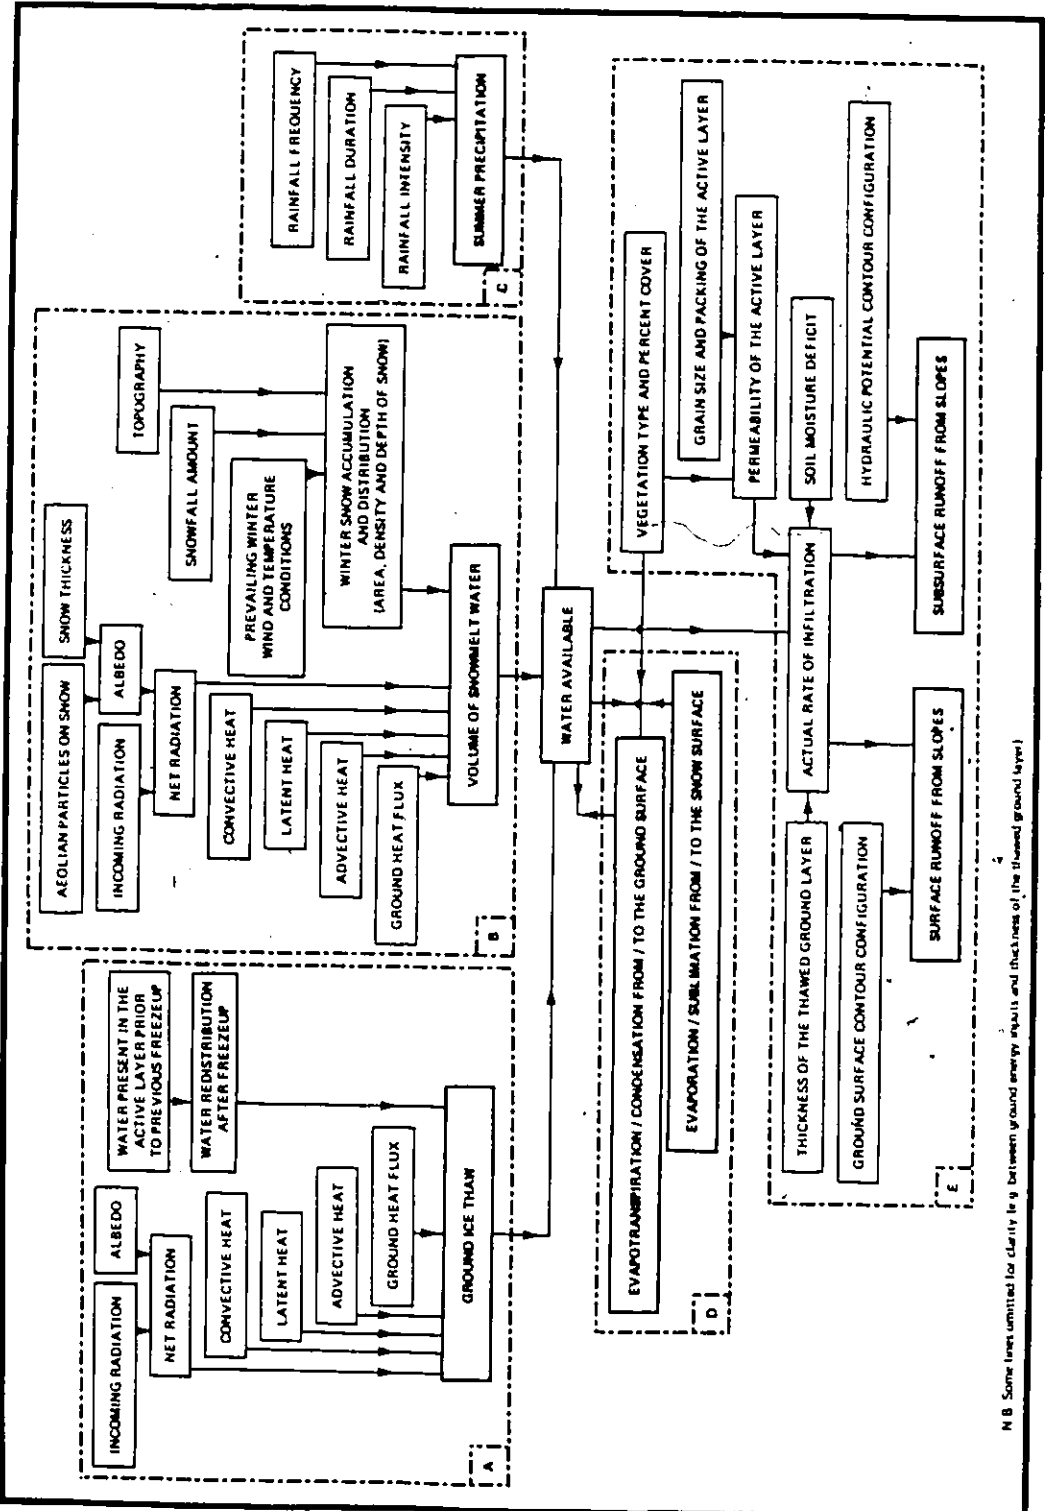 INCOMING RADIATION
ALBEDO
NET RADIATION
CONVECTIVE HEAT
LATENT HEAT
ADVECTIVE HEAT
GROUND HEAT FLUX
WATER PRESENT IN THE
ACTIVE LAYER PRIOR
TO PREVIOUS FREEZEUP
WATER REDISTRIBUTION
AFTER FREEZEUP
GROUND ICE THAW
A
AEOLIAN PARTICLES ON SNOW
SNOW THICKNESS
INCOMING RADIATION
ALBEDO
NET RADIATION
CONVECTIVE HEAT
LATENT HEAT
ADVECTIVE HEAT
GROUND HEAT FLUX
TOPOGRAPHY
SNOWFALL AMOUNT
PREVAILING WINTER
WIND AND TEMPERATURE
CONDITIONS
WINTER SNOW ACCUMULATION
AND DISTRIBUTION
(AREA, DENSITY AND DEPTH OF SNOW)
VOLUME OF SNOWMELT WATER
B
RAINFALL FREQUENCY
RAINFALL DURATION
RAINFALL INTENSITY
SUMMER PRECIPITATION
C
WATER AVAILABLE
EVAPOTRANSPIRATION / CONDENSATION FROM / TO THE GROUND SURFACE
EVAPORATION / SUBLIMATION FROM / TO THE SNOW SURFACE
D
VEGETATION TYPE AND PERCENT COVER
GRAIN SIZE AND PACKING OF THE ACTIVE LAYER
PERMEABILITY OF THE ACTIVE LAYER
SOIL MOISTURE DEFICIT
HYDRAULIC POTENTIAL CONTOUR CONFIGURATION
ACTUAL RATE OF INFILTRATION
THICKNESS OF THE THAWED GROUND LAYER
GROUND SURFACE CONTOUR CONFIGURATION
SURFACE RUNOFF FROM SLOPES
SUBSURFACE RUNOFF FROM SLOPES
E
N B Some lines omitted for clarity (e g between ground energy inputs and thickness of the thawed ground layer)